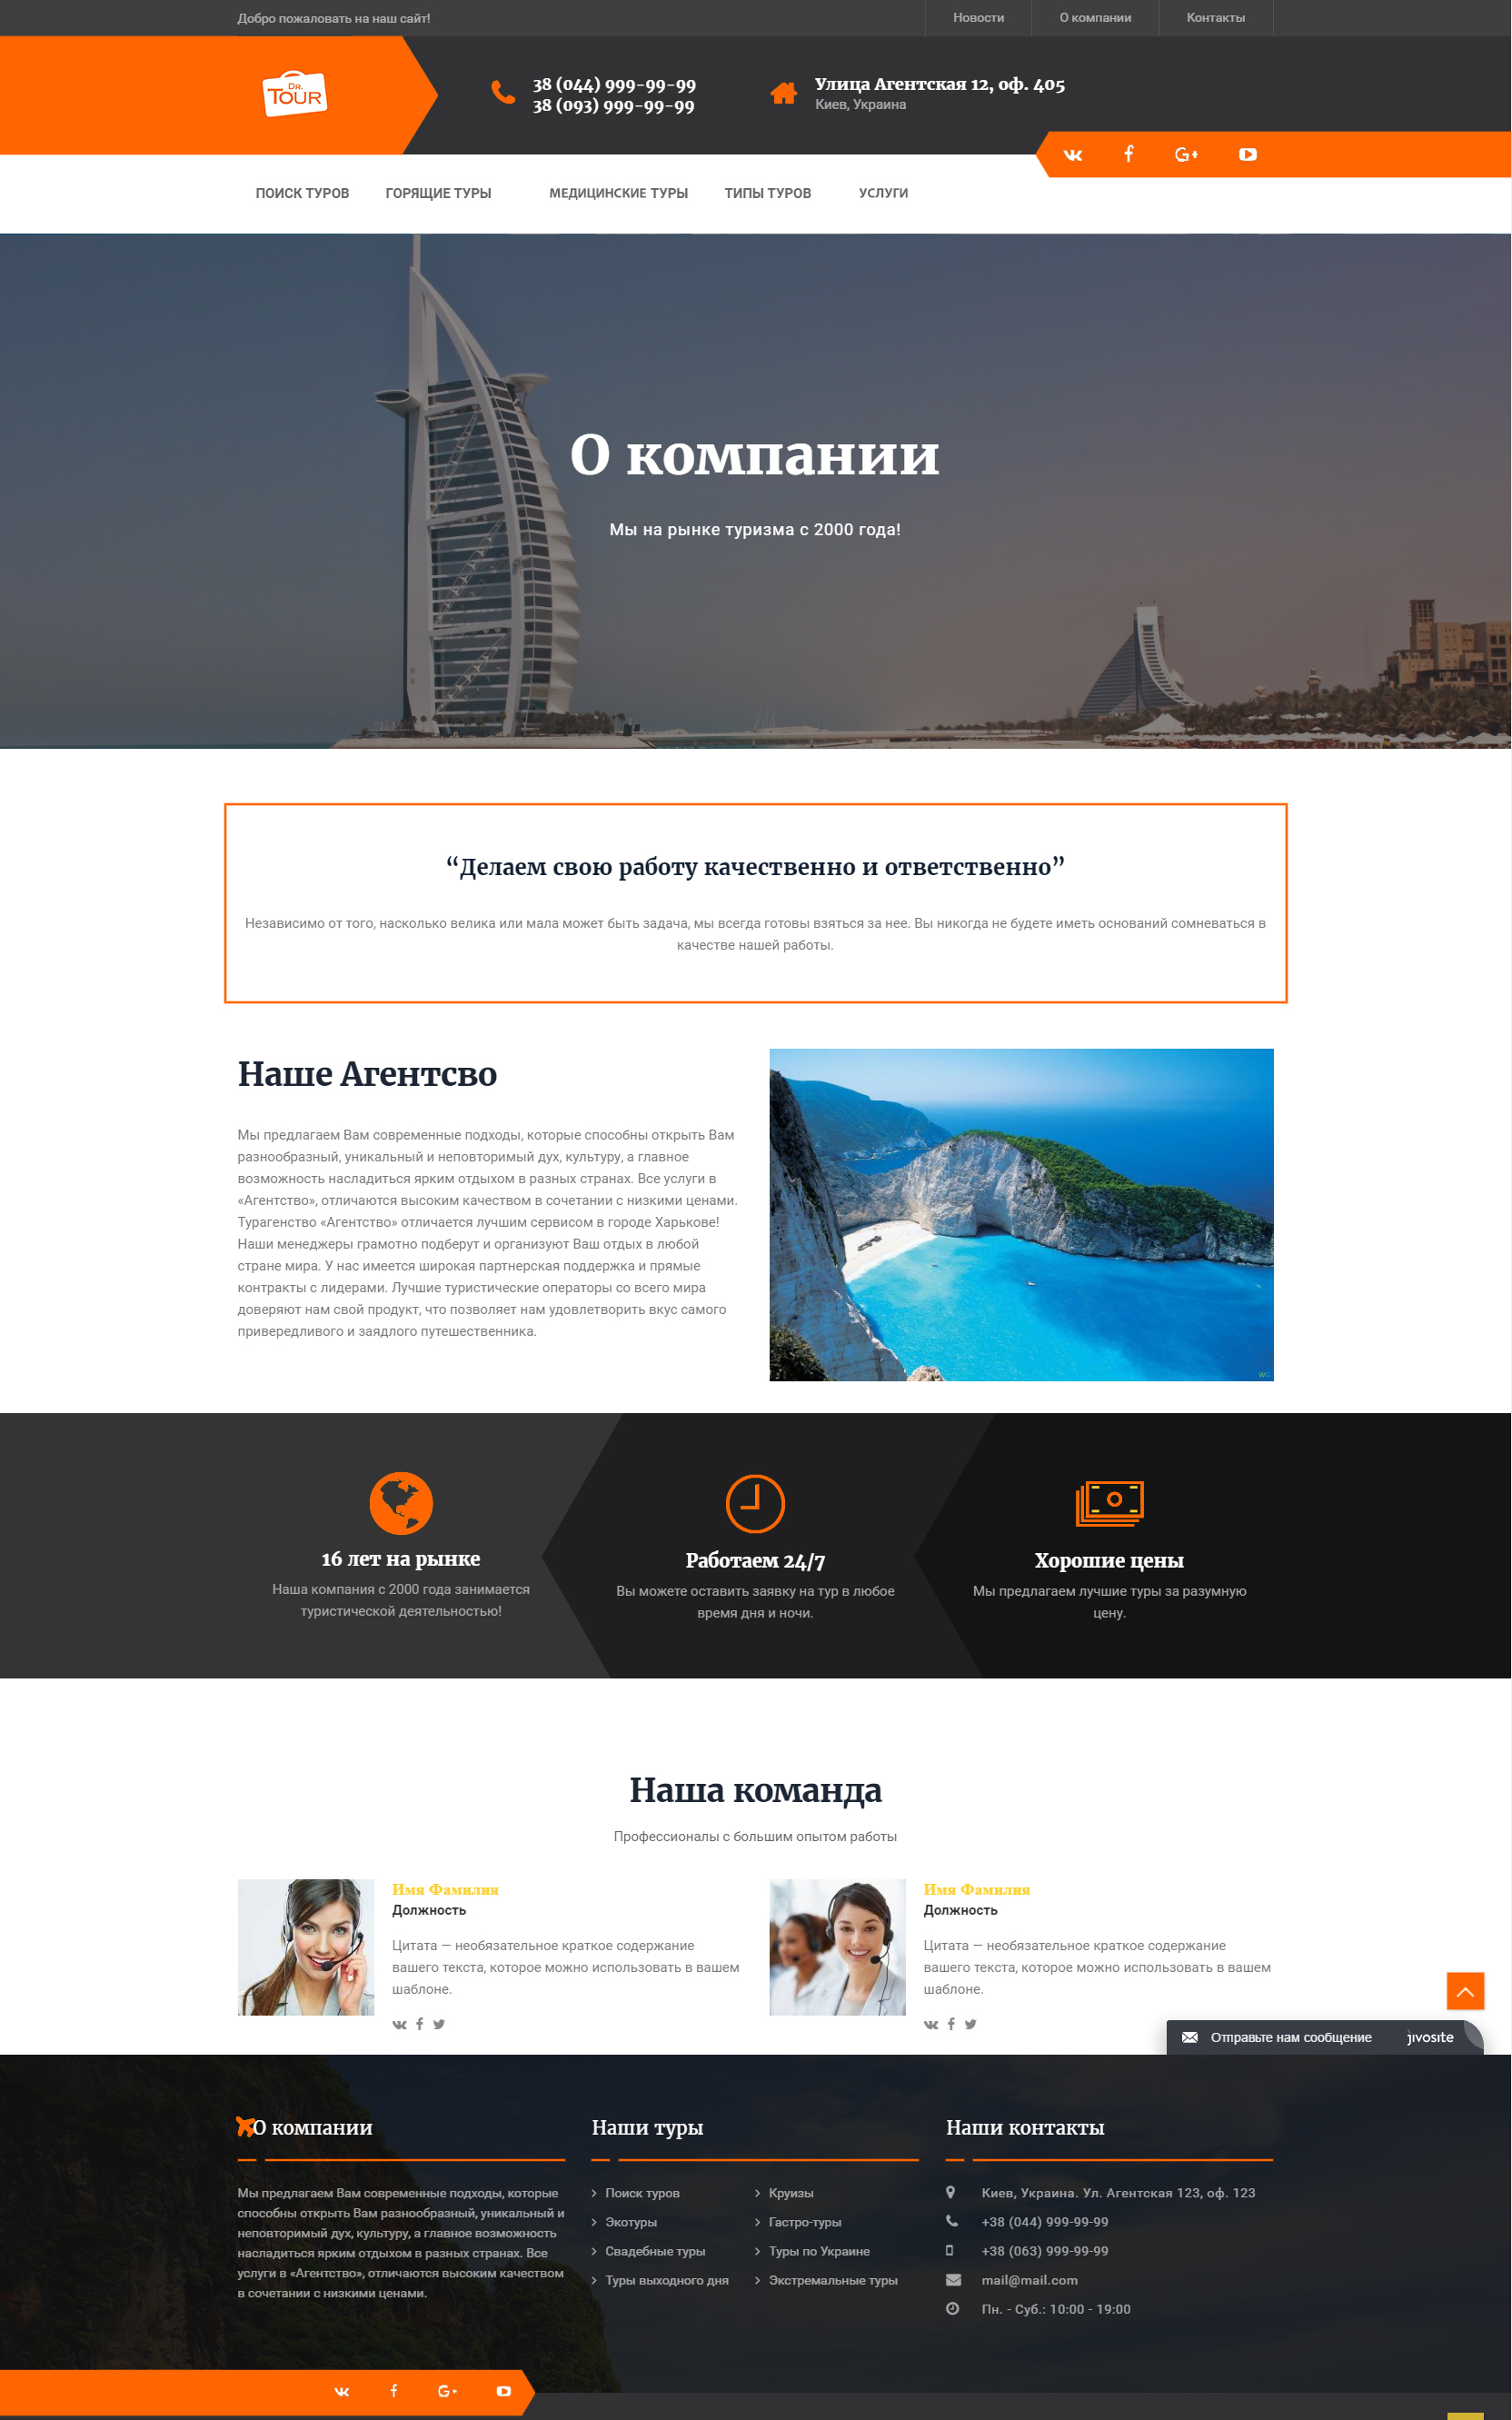 Добро пожаловать на наш сайт!
Новости
О компании
Контакты
DR.
TOUR
38 (044) 999-99-99
38 (093) 999-99-99
Улица Агентская 12, оф. 405
Киев, Украина
ПОИСК ТУРОВ
ГОРЯЩИЕ ТУРЫ
МЕДИЦИНСКИЕ ТУРЫ
ТИПЫ ТУРОВ
УСЛУГИ
О компании
Мы на рынке туризма с 2000 года!
“Делаем свою работу качественно и ответственно”
Независимо от того, насколько велика или мала может быть задача, мы всегда готовы взяться за нее. Вы никогда не будете иметь оснований сомневаться в
качестве нашей работы.
Наше Агентсво
Мы предлагаем Вам современные подходы, которые способны открыть Вам
разнообразный, уникальный и неповторимый дух, культуру, а главное
возможность насладиться ярким отдыхом в разных странах. Все услуги в
«Агентство», отличаются высоким качеством в сочетании с низкими ценами.
Турагенство «Агентство» отличается лучшим сервисом в городе Харькове!
Наши менеджеры грамотно подберут и организуют Ваш отдых в любой
стране мира. У нас имеется широкая партнерская поддержка и прямые
контракты с лидерами. Лучшие туристические операторы со всего мира
доверяют нам свой продукт, что позволяет нам удовлетворить вкус самого
привередливого и заядлого путешественника.
16 лет на рынке
Наша компания с 2000 года занимается
туристической деятельностью!
Работаем 24/7
Вы можете оставить заявку на тур в любое
время дня и ночи.
Хорошие цены
Мы предлагаем лучшие туры за разумную
цену.
Наша команда
Профессионалы с большим опытом работы
Имя Фамилия
Должность
Цитата — необязательное краткое содержание
вашего текста, которое можно использовать в вашем
шаблоне.
Имя Фамилия
Должность
Цитата — необязательное краткое содержание
вашего текста, которое можно использовать в вашем
шаблоне.
Отправьте нам сообщение
jivosite
О компании
Мы предлагаем Вам современные подходы, которые
способны открыть Вам разнообразный, уникальный и
неповторимый дух, культуру, а главное возможность
насладиться ярким отдыхом в разных странах. Все
услуги в «Агентство», отличаются высоким качеством
в сочетании с низкими ценами.
Наши туры
Поиск туров
Экотуры
Свадебные туры
Туры выходного дня
Круизы
Гастро-туры
Туры по Украине
Экстремальные туры
Наши контакты
Киев, Украина. Ул. Агентская 123, оф. 123
+38 (044) 999-99-99
+38 (063) 999-99-99
mail@mail.com
Пн. - Суб.: 10:00 - 19:00